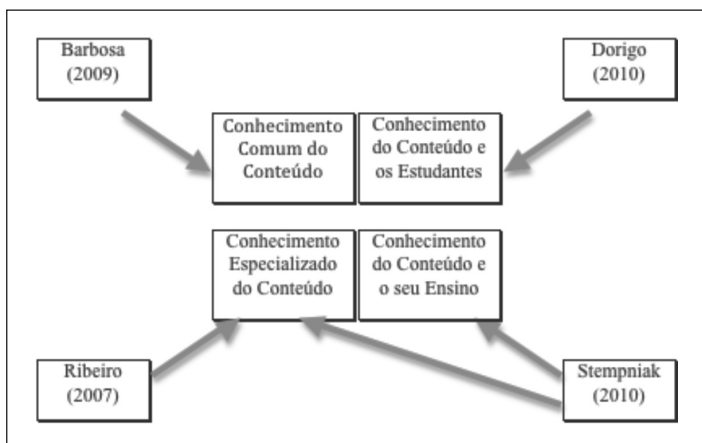 Barbosa
(2009)
Dorigo
(2010)
Conhecimento
Comum do
Conteúdo
Conhecimento
do Conteúdo e
os Estudantes
Conhecimento
Especializado
do Conteúdo
Conhecimento
do Conteúdo e
o seu Ensino
Ribeiro
(2007)
Stempniak
(2010)